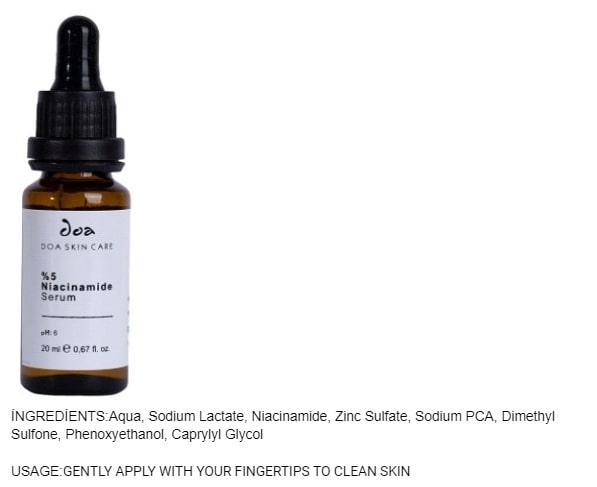 doa
DOA SKIN CARE
%5
Niacinamide
Serum
pH: 6
20 ml e 0,67 fl. oz.
İNGREDİENTS:Aqua, Sodium Lactate, Niacinamide, Zinc Sulfate, Sodium PCA, Dimethyl
Sulfone, Phenoxyethanol, Caprylyl Glycol
USAGE:GENTLY APPLY WITH YOUR FINGERTIPS TO CLEAN SKIN